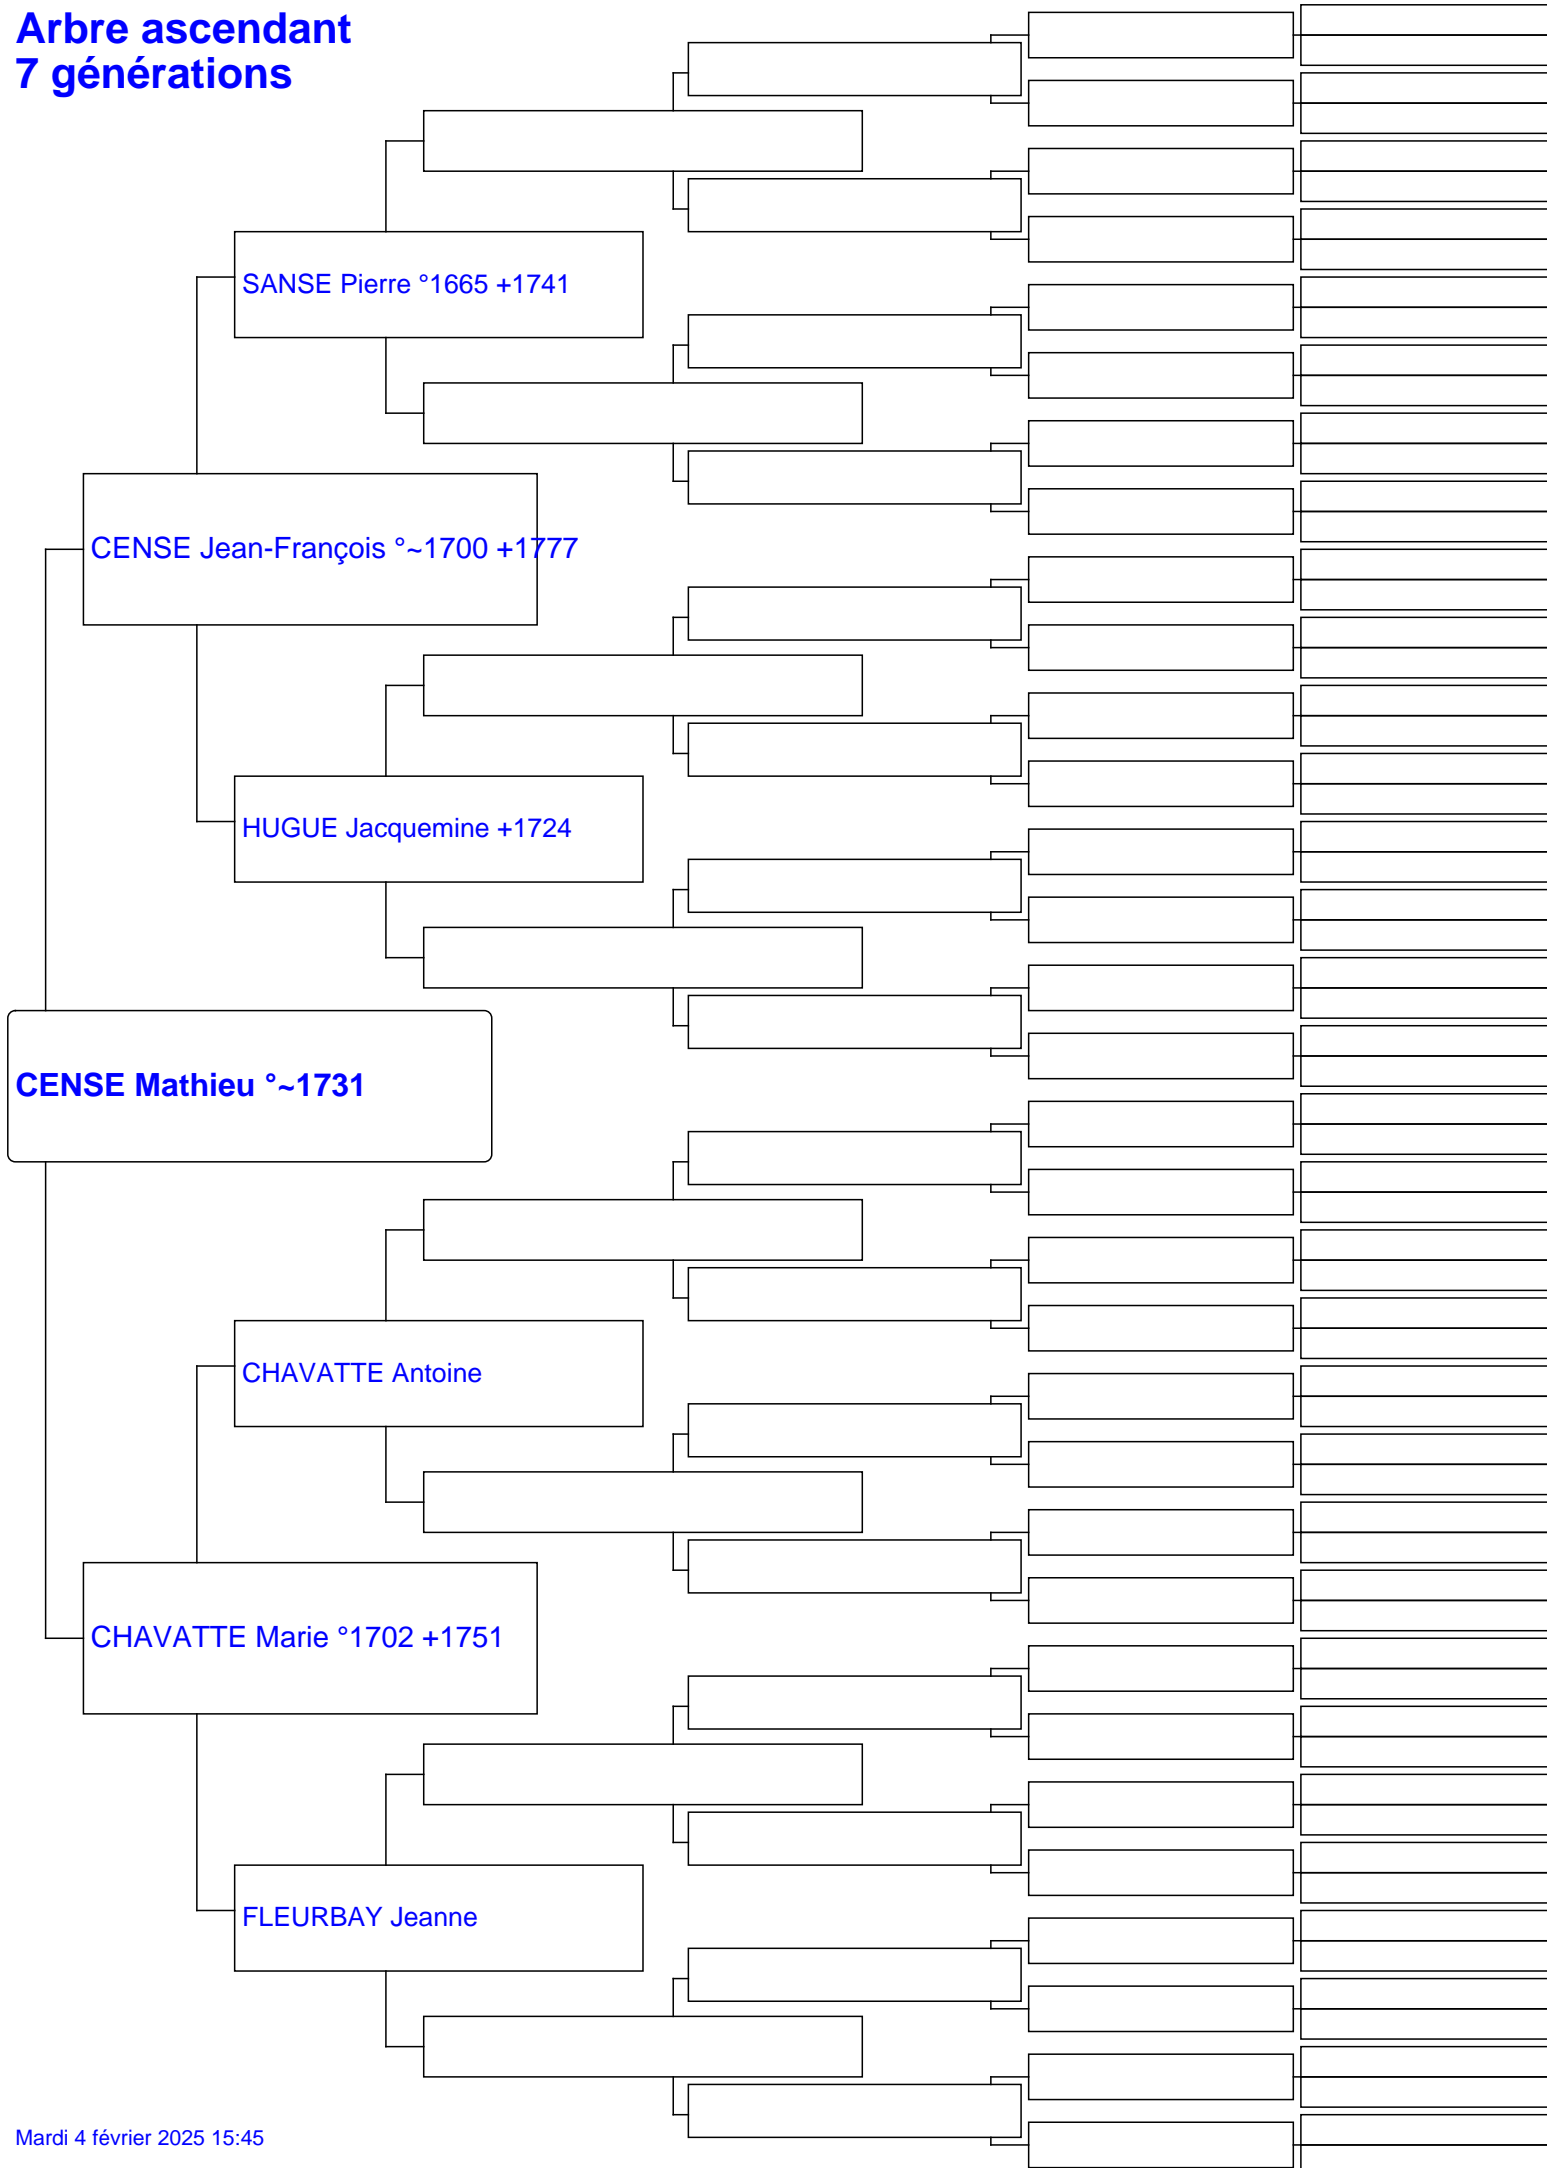 Arbre ascendant
7 générations
SANSE Pierre °1665 +1741
CENSE Jean-François °~1700 +1777
HUGUE Jacquemine +1724
CENSE Mathieu °~1731
CHAVATTE Antoine
CHAVATTE Marie °1702 +1751
FLEURBAY Jeanne
Mardi 4 février 2025 15:45